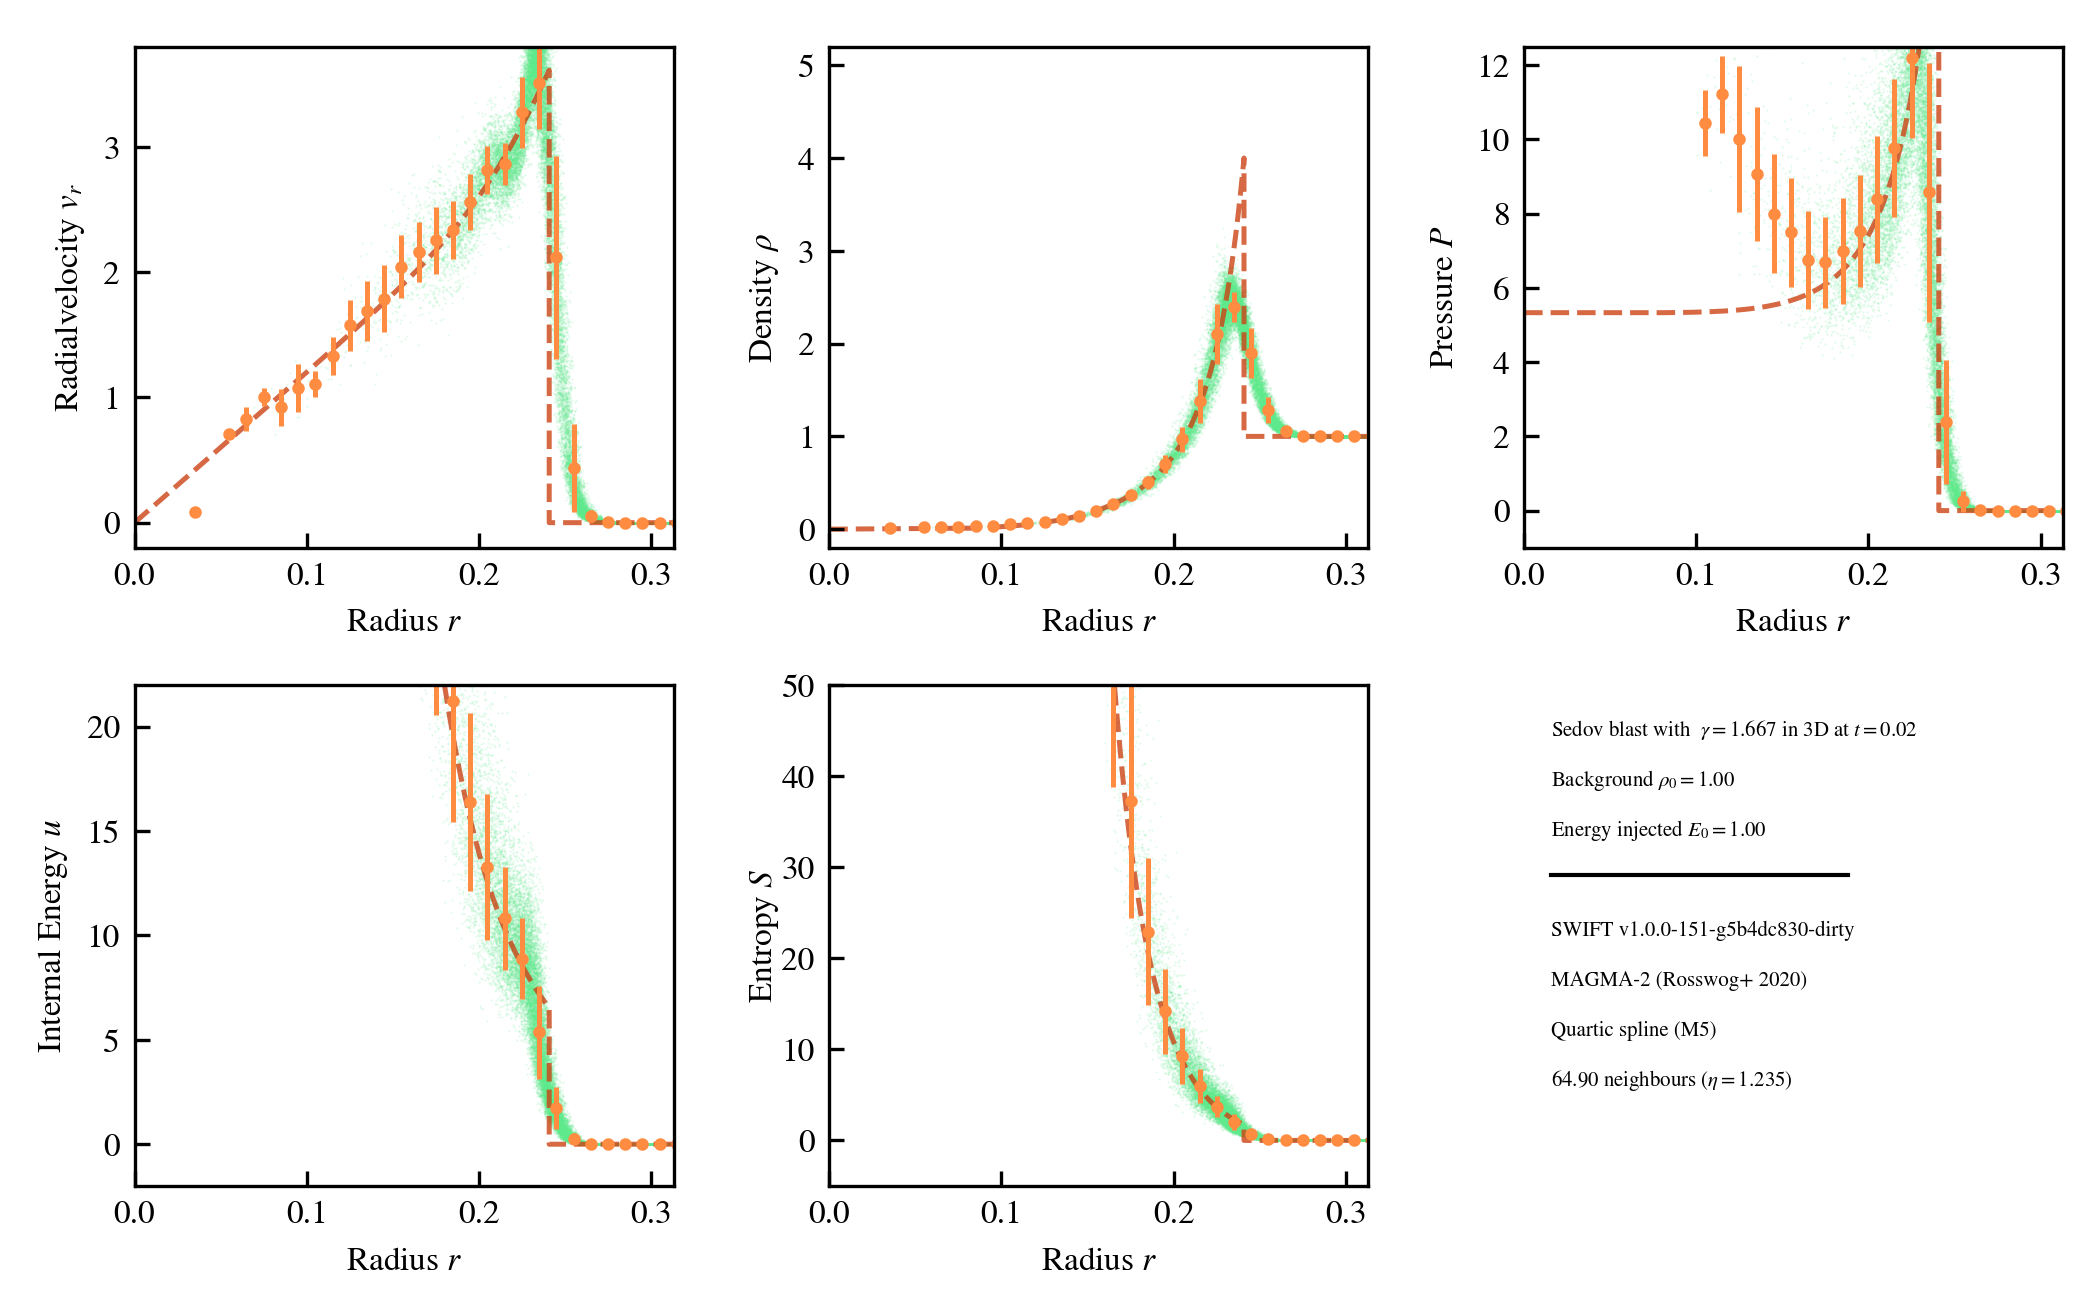 3
2
1
0
Radialvelocity v_r
0.0 0.1 0.2 0.3
Radius r
5
4
3
2
1
0
Density ρ
0.0 0.1 0.2 0.3
Radius r
12
10
8
6
4
2
0
Pressure P
0.0 0.1 0.2 0.3
Radius r
20
15
10
5
0
Internal Energy u
0.0 0.1 0.2 0.3
Radius r
50
40
30
20
10
0
Entropy S
0.0 0.1 0.2 0.3
Radius r
Sedov blast with γ = 1.667 in 3D at t = 0.02
Background ρ₀ = 1.00
Energy injected E₀ = 1.00
SWIFT v1.0.0-151-g5b4dc830-dirty
MAGMA-2 (Rosswog+ 2020)
Quartic spline (M5)
64.90 neighbours (η = 1.235)